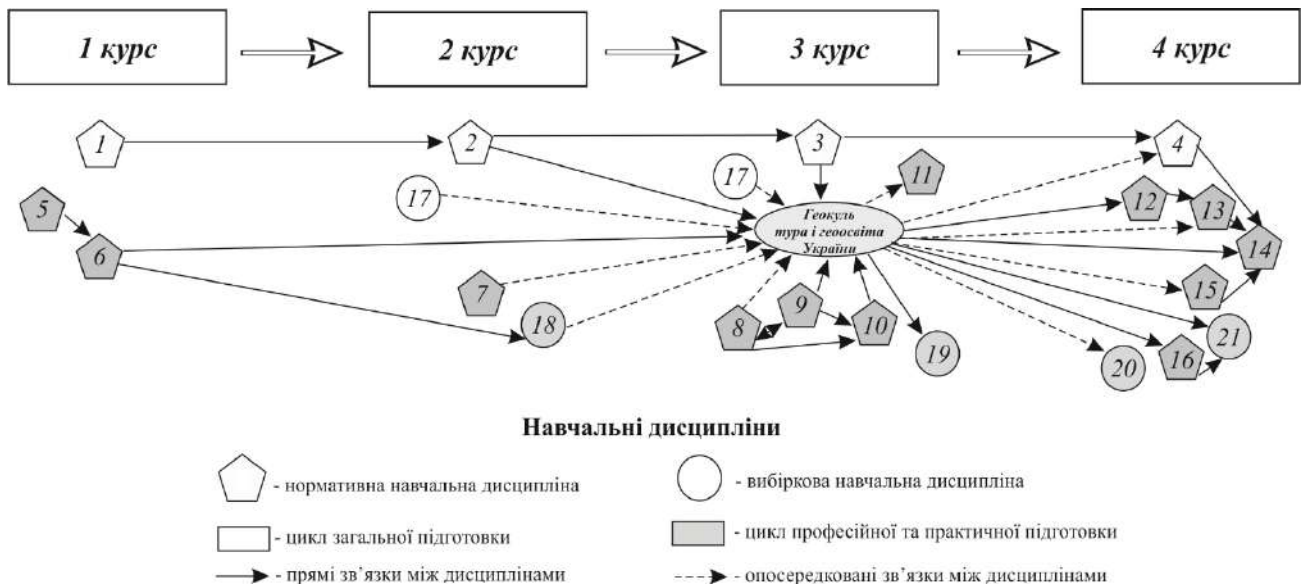 1 курс
2 курс
3 курс
4 курс
1
2
3
4
17
17
11
12
13
5
6
Геокуль
тура і геоосвіта
України
14
7
18
8
9
10
19
15
20
16
21
Навчальні дисципліни
- нормативна навчальна дисципліна
- вибіркова навчальна дисципліна
- цикл загальної підготовки
- цикл професійної та практичної підготовки
- прямі зв’язки між дисциплінами
- опосередковані зв’язки між дисциплінами